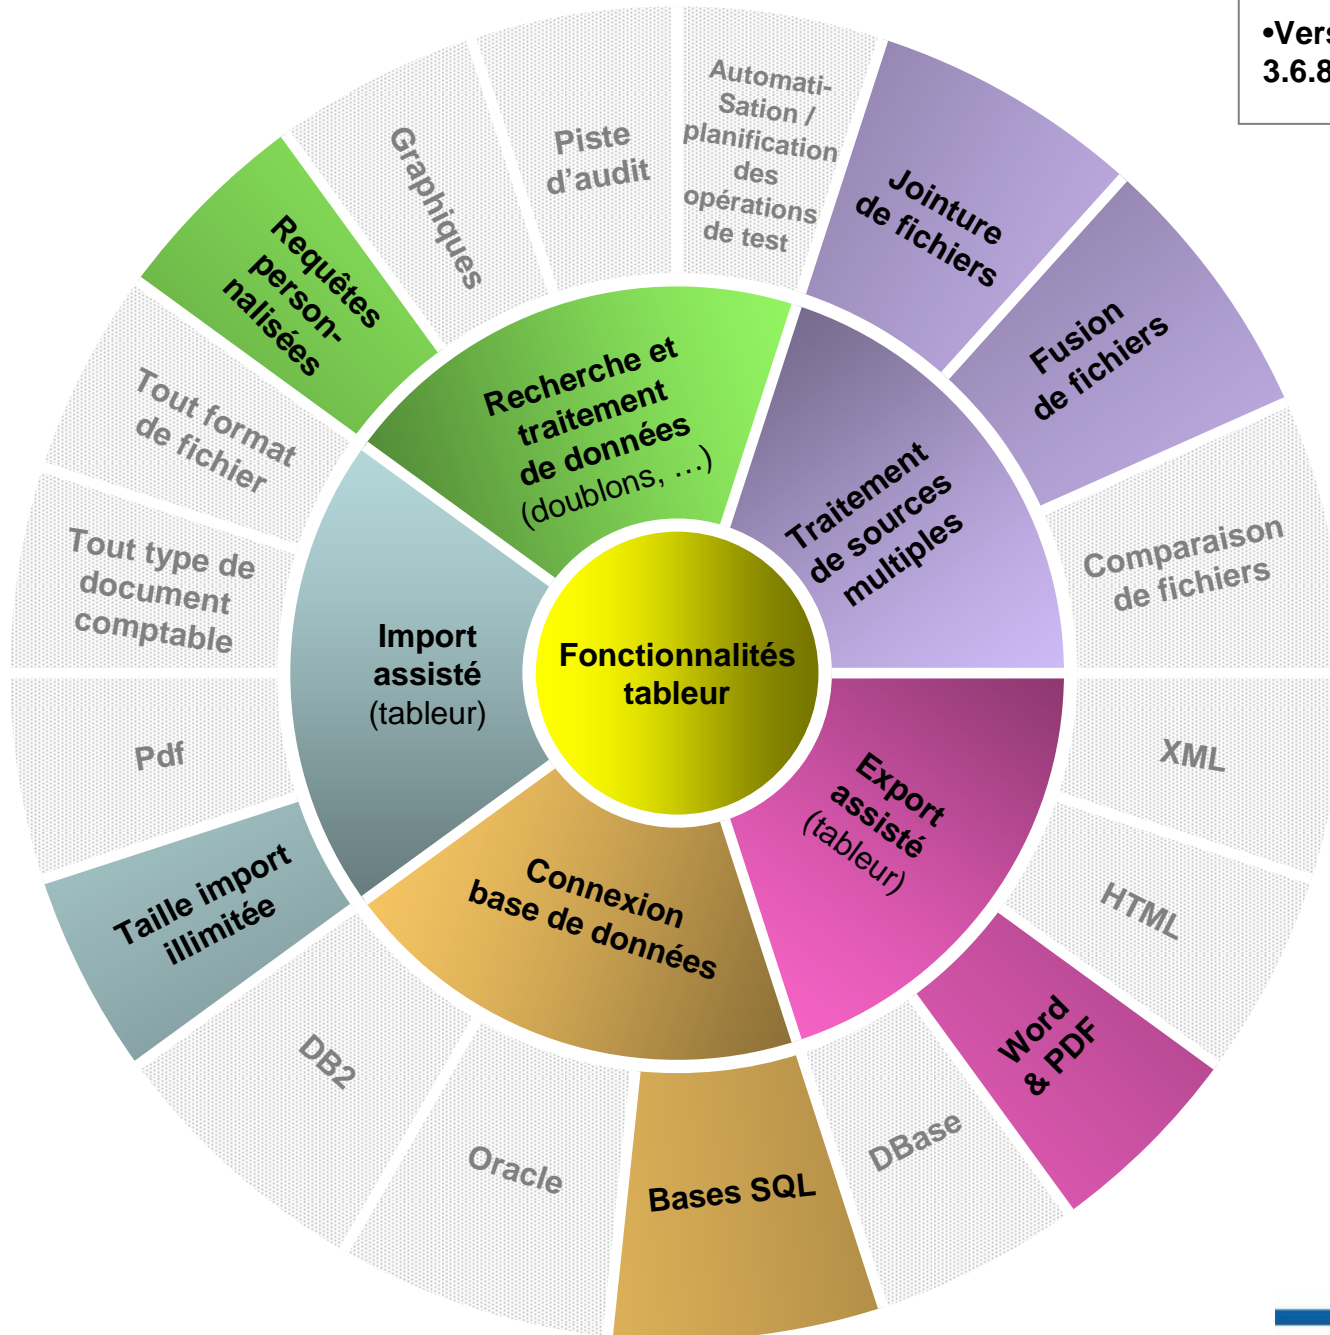 3.6.8
Automati-
Sation /
planification
des
opérations
de test
Piste
d’audit
Graphiques
Requêtes
person-
nalisées
Tout format
de fichier
Tout type de
document
comptable
Pdf
Taille import
illimitée
DB2
Oracle
Bases SQL
DBase
Word
& PDF
HTML
XML
Comparaison
de fichiers
Fusion
de fichiers
Jointure
de fichiers
Recherche et
traitement
de données
(doublons, …)
Traitement
de sources
multiples
Import
assisté
(tableur)
Fonctionnalités
tableur
Export
assisté
(tableur)
Connexion
base de données